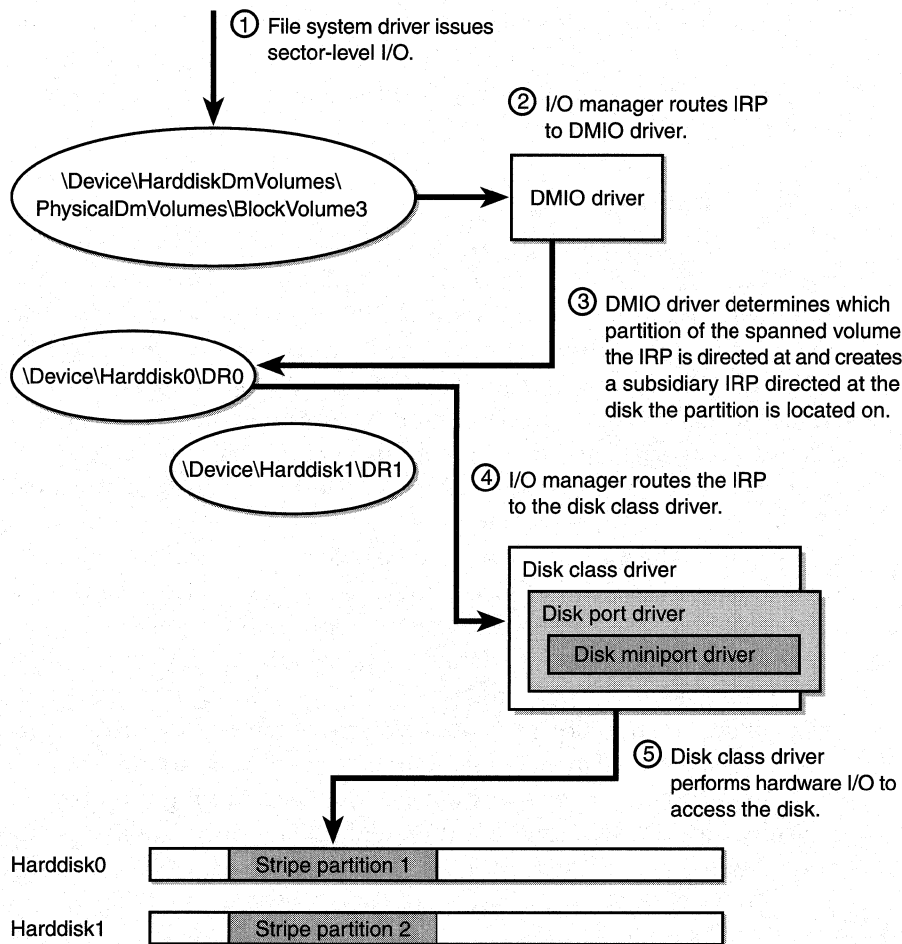 ① File system driver issues
sector-level I/O.
② I/O manager routes IRP
to DMIO driver.
\Device\HarddiskDmVolumes\
PhysicalDmVolumes\BlockVolume3
DMIO driver
③ DMIO driver determines which
partition of the spanned volume
the IRP is directed at and creates
a subsidiary IRP directed at the
disk the partition is located on.
\Device\Harddisk0\DR0
\Device\Harddisk1\DR1
④ I/O manager routes the IRP
to the disk class driver.
Disk class driver
Disk port driver
Disk miniport driver
⑤ Disk class driver
performs hardware I/O to
access the disk.
Harddisk0
Stripe partition 1
Harddisk1
Stripe partition 2